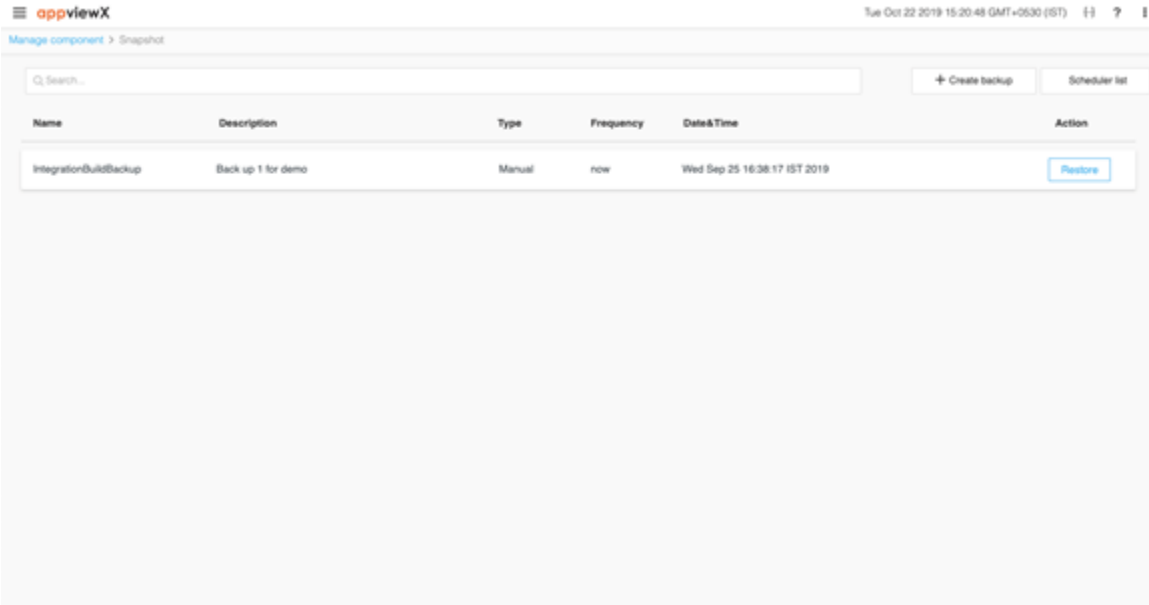 appviewX Tue Oct 22 2019 15:20:48 GMT+0530 (IST) ?
Manage component > Snapshot
Search... + Create backup Scheduler list
Name Description Type Frequency Date&Time Action
IntegrationBuildBackup Back up 1 for demo Manual now Wed Sep 25 16:38:17 IST 2019 Restore